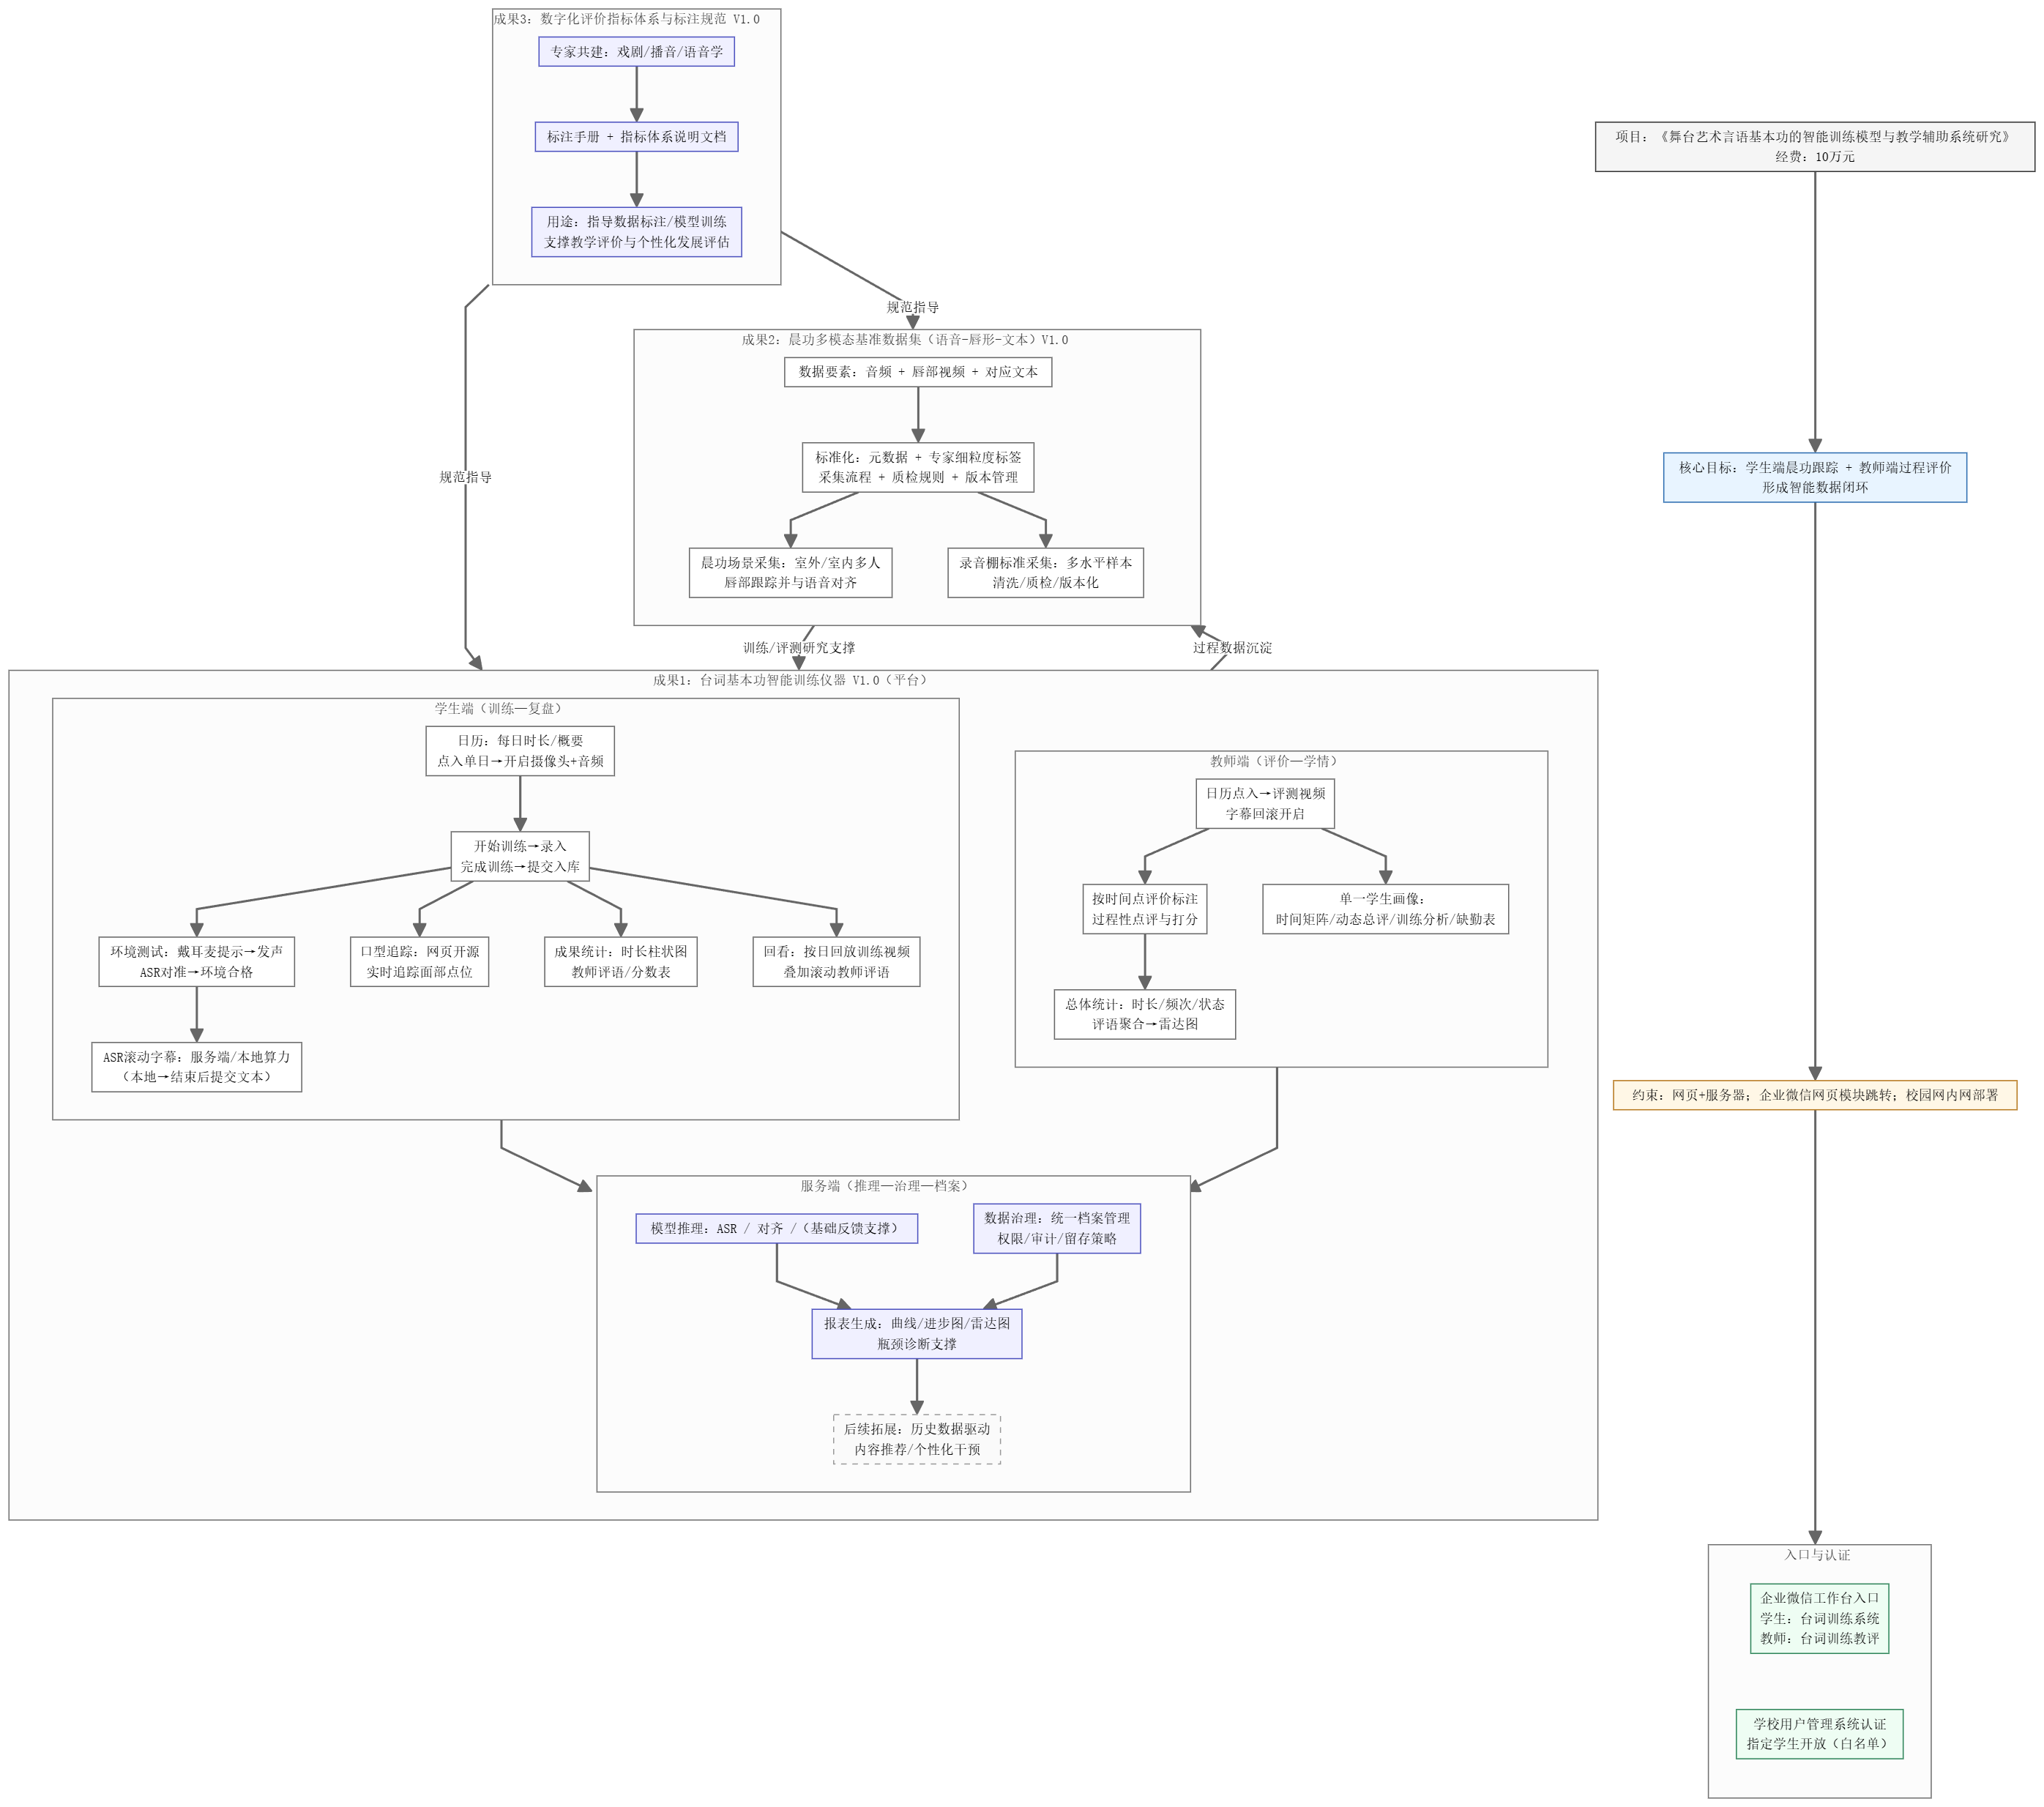 成果3：数字化评价指标体系与标注规范 V1.0
专家共建：戏剧/播音/语音学
标注手册 + 指标体系说明文档
用途：指导数据标注/模型训练
支撑教学评价与个性化发展评估
项目：《舞台艺术言语基本功的智能训练模型与教学辅助系统研究》
经费：10万元
规范指导
成果2：晨功多模态基准数据集（语音-唇形-文本）V1.0
数据要素：音频 + 唇部视频 + 对应文本
标准化：元数据 + 专家细粒度标签
采集流程 + 质检规则 + 版本管理
晨功场景采集：室外/室内多人
唇部跟踪并与语音对齐
录音棚标准采集：多水平样本
清洗/质检/版本化
规范指导
核心目标：学生端晨功跟踪 + 教师端过程评价
形成智能数据闭环
训练/评测研究支撑
过程数据沉淀
成果1：台词基本功智能训练仪器 V1.0（平台）
学生端（训练—复盘）
日历：每日时长/概要
点入单日→开启摄像头+音频
开始训练→录入
完成训练→提交入库
环境测试：戴耳麦提示→发声
ASR对准→环境合格
口型追踪：网页开源
实时追踪面部点位
成果统计：时长柱状图
教师评语/分数表
回看：按日回放训练视频
叠加滚动教师评语
ASR滚动字幕：服务端/本地算力
（本地→结束后提交文本）
教师端（评价—学情）
日历点入→评测视频
字幕回滚开启
按时间点评价标注
过程性点评与打分
单一学生画像：
时间矩阵/动态总评/训练分析/缺勤表
总体统计：时长/频次/状态
评语聚合→雷达图
约束：网页+服务器；企业微信网页模块跳转；校园网内网部署
服务端（推理—治理—档案）
模型推理：ASR / 对齐 /（基础反馈支撑）
数据治理：统一档案管理
权限/审计/留存策略
报表生成：曲线/进步图/雷达图
瓶颈诊断支撑
后续拓展：历史数据驱动
内容推荐/个性化干预
入口与认证
企业微信工作台入口
学生：台词训练系统
教师：台词训练教评
学校用户管理系统认证
指定学生开放（白名单）